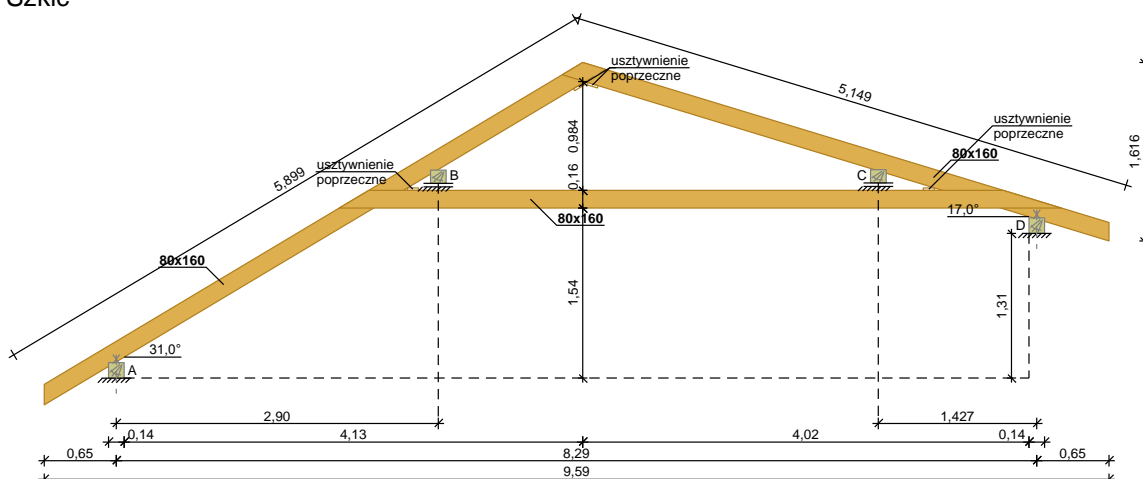 Szkic
usztywnienie
poprzeczne
5,149
usztywnienie
poprzeczne
1,616
0,984
80x160
usztywnienie
poprzeczne
B
C
5,899
0,16
80x160
17,0°
D
80x160
1,54
1,31
31,0°
A
2,90
1,427
0,14
4,13
4,02
0,14
0,65
8,29
0,65
9,59